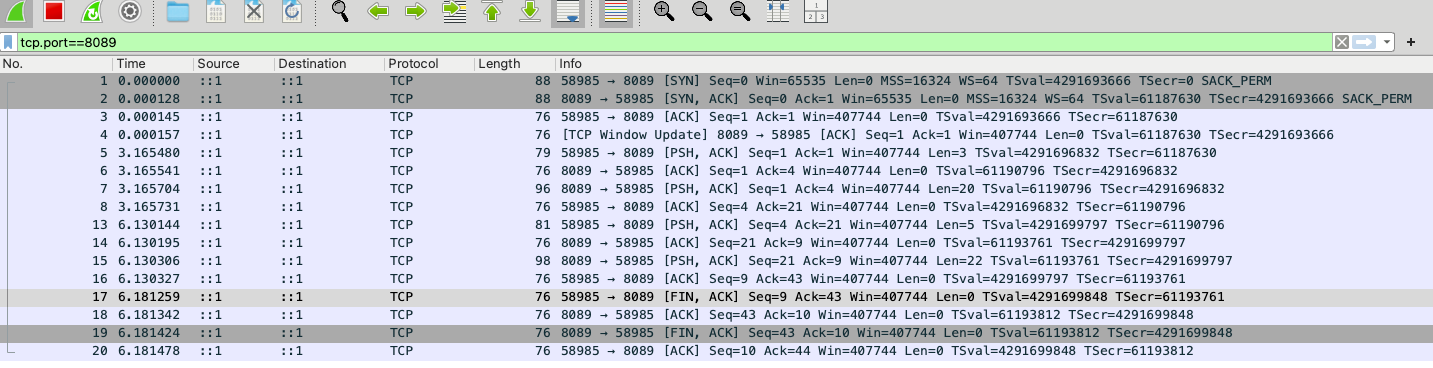 tcp.port==8089
No. Time Source Destination Protocol Length Info
1 0.000000 ::1 ::1 TCP 88 58985 → 8089 [SYN] Seq=0 Win=65535 Len=0 MSS=16324 WS=64 TSval=4291693666 TSecr=0 SACK_PERM
2 0.000128 ::1 ::1 TCP 88 8089 → 58985 [SYN, ACK] Seq=0 Ack=1 Win=65535 Len=0 MSS=16324 WS=64 TSval=61187630 TSecr=4291693666 SACK_PERM
3 0.000145 ::1 ::1 TCP 76 58985 → 8089 [ACK] Seq=1 Ack=1 Win=407744 Len=0 TSval=4291693666 TSecr=61187630
4 0.000157 ::1 ::1 TCP 76 [TCP Window Update] 8089 → 58985 [ACK] Seq=1 Ack=1 Win=407744 Len=0 TSval=61187630 TSecr=4291693666
5 3.165480 ::1 ::1 TCP 79 58985 → 8089 [PSH, ACK] Seq=1 Ack=1 Win=407744 Len=3 TSval=4291696832 TSecr=61187630
6 3.165541 ::1 ::1 TCP 76 8089 → 58985 [ACK] Seq=1 Ack=4 Win=407744 Len=0 TSval=61190796 TSecr=4291696832
7 3.165704 ::1 ::1 TCP 96 8089 → 58985 [PSH, ACK] Seq=1 Ack=4 Win=407744 Len=20 TSval=61190796 TSecr=4291696832
8 3.165731 ::1 ::1 TCP 76 58985 → 8089 [ACK] Seq=4 Ack=21 Win=407744 Len=0 TSval=4291696832 TSecr=61190796
13 6.130144 ::1 ::1 TCP 81 58985 → 8089 [PSH, ACK] Seq=4 Ack=21 Win=407744 Len=5 TSval=4291699797 TSecr=61190796
14 6.130195 ::1 ::1 TCP 76 8089 → 58985 [ACK] Seq=21 Ack=9 Win=407744 Len=0 TSval=61193761 TSecr=4291699797
15 6.130306 ::1 ::1 TCP 98 8089 → 58985 [PSH, ACK] Seq=21 Ack=9 Win=407744 Len=22 TSval=61193761 TSecr=4291699797
16 6.130327 ::1 ::1 TCP 76 58985 → 8089 [ACK] Seq=9 Ack=43 Win=407744 Len=0 TSval=4291699797 TSecr=61193761
17 6.181259 ::1 ::1 TCP 76 58985 → 8089 [FIN, ACK] Seq=9 Ack=43 Win=407744 Len=0 TSval=4291699848 TSecr=61193761
18 6.181342 ::1 ::1 TCP 76 8089 → 58985 [ACK] Seq=43 Ack=10 Win=407744 Len=0 TSval=61193812 TSecr=4291699848
19 6.181424 ::1 ::1 TCP 76 8089 → 58985 [FIN, ACK] Seq=43 Ack=10 Win=407744 Len=0 TSval=61193812 TSecr=4291699848
20 6.181478 ::1 ::1 TCP 76 58985 → 8089 [ACK] Seq=10 Ack=44 Win=407744 Len=0 TSval=4291699848 TSecr=61193812